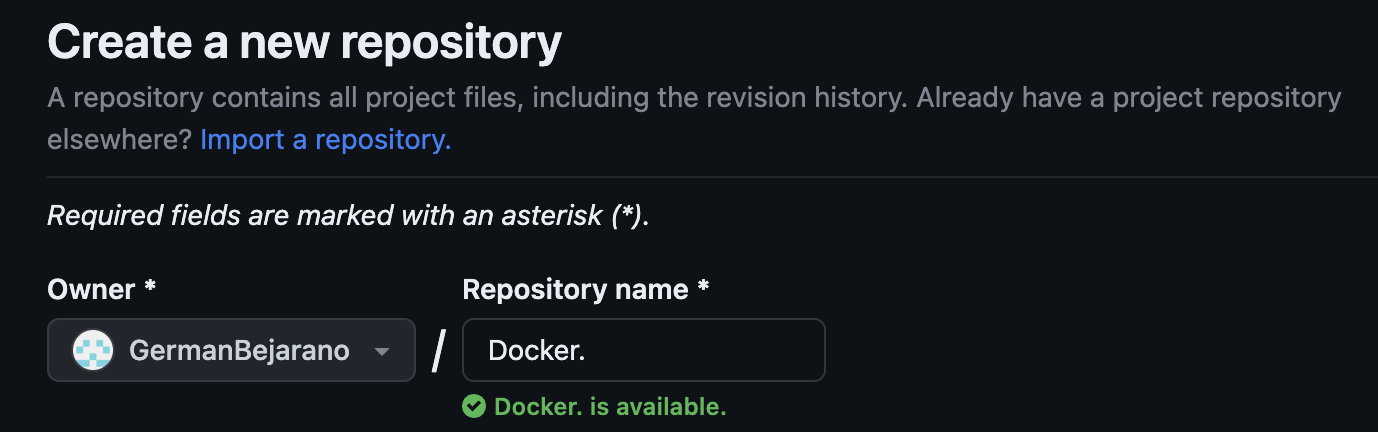 Create a new repository
A repository contains all project files, including the revision history. Already have a project repository
elsewhere? Import a repository.
Required fields are marked with an asterisk (*).
Owner * Repository name *
GermanBejarano / Docker.
Docker. is available.